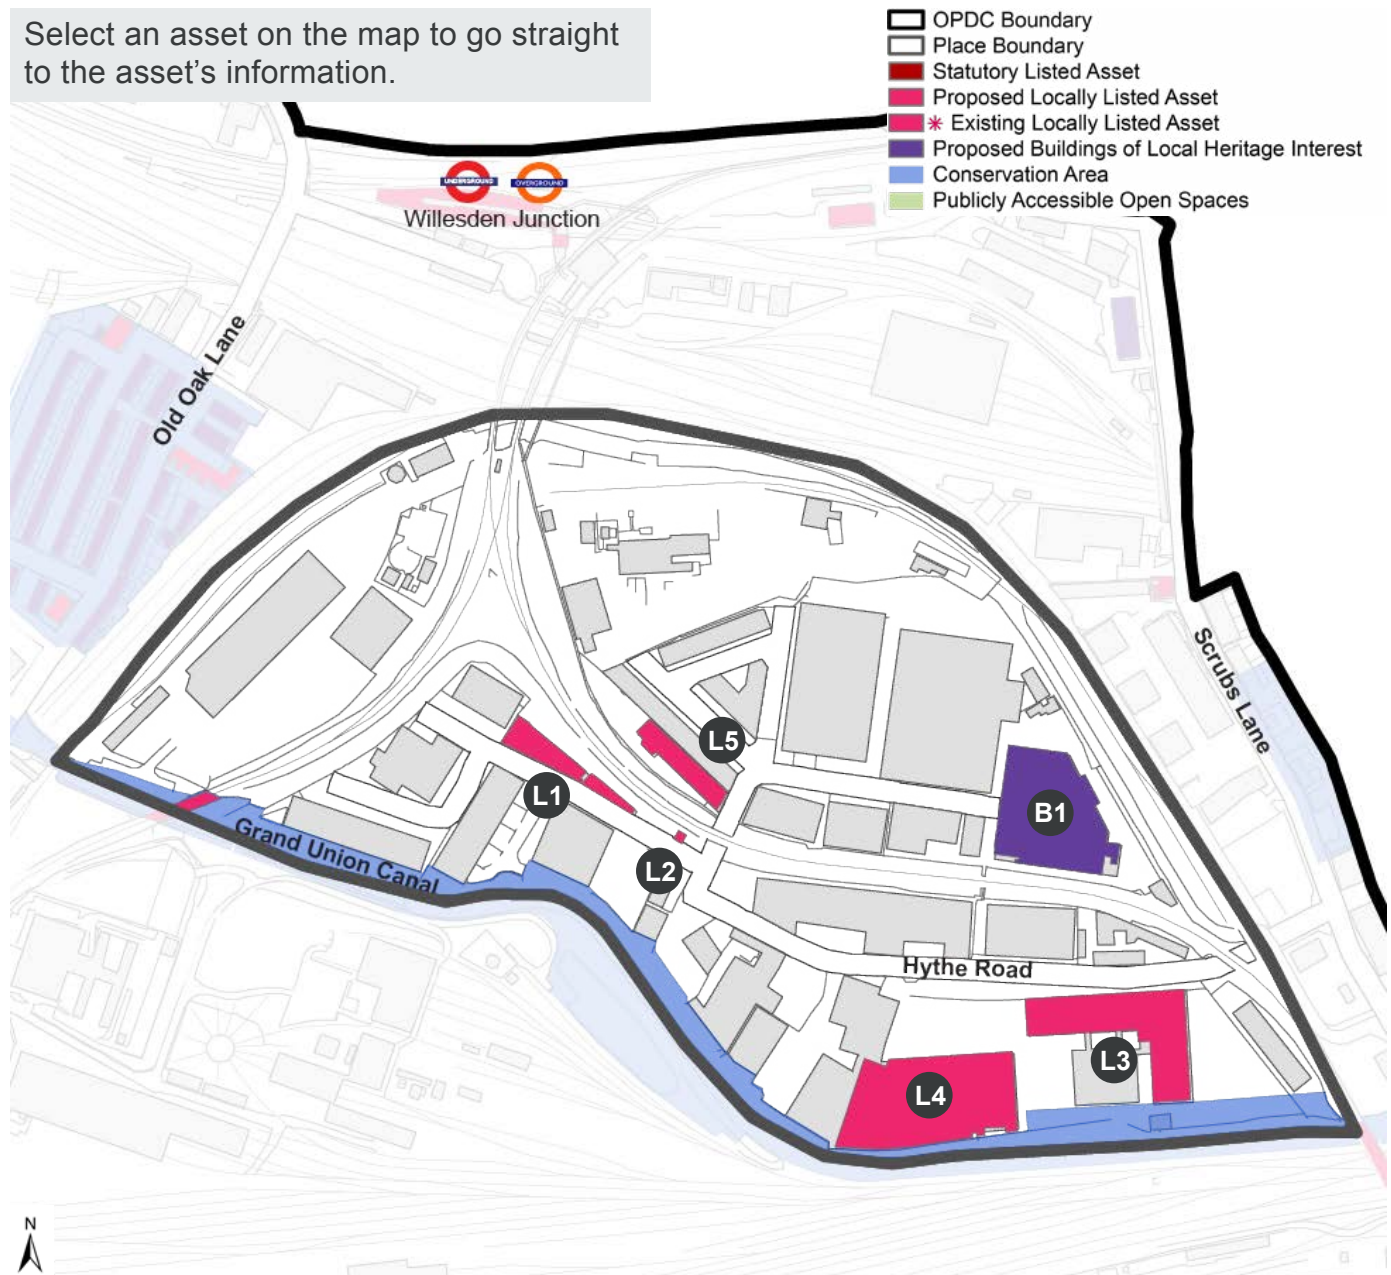 Select an asset on the map to go straight
to the asset's information.
OPDC Boundary
Place Boundary
Statutory Listed Asset
Proposed Locally Listed Asset
* Existing Locally Listed Asset
Proposed Buildings of Local Heritage Interest
Conservation Area
Publicly Accessible Open Spaces
UNDERGROUND
OVERGROUND
Willesden Junction
Old Oak Lane
Scrubs Lane
L5
L1
B1
Grand Union Canal
L2
Hythe Road
L3
L4
N